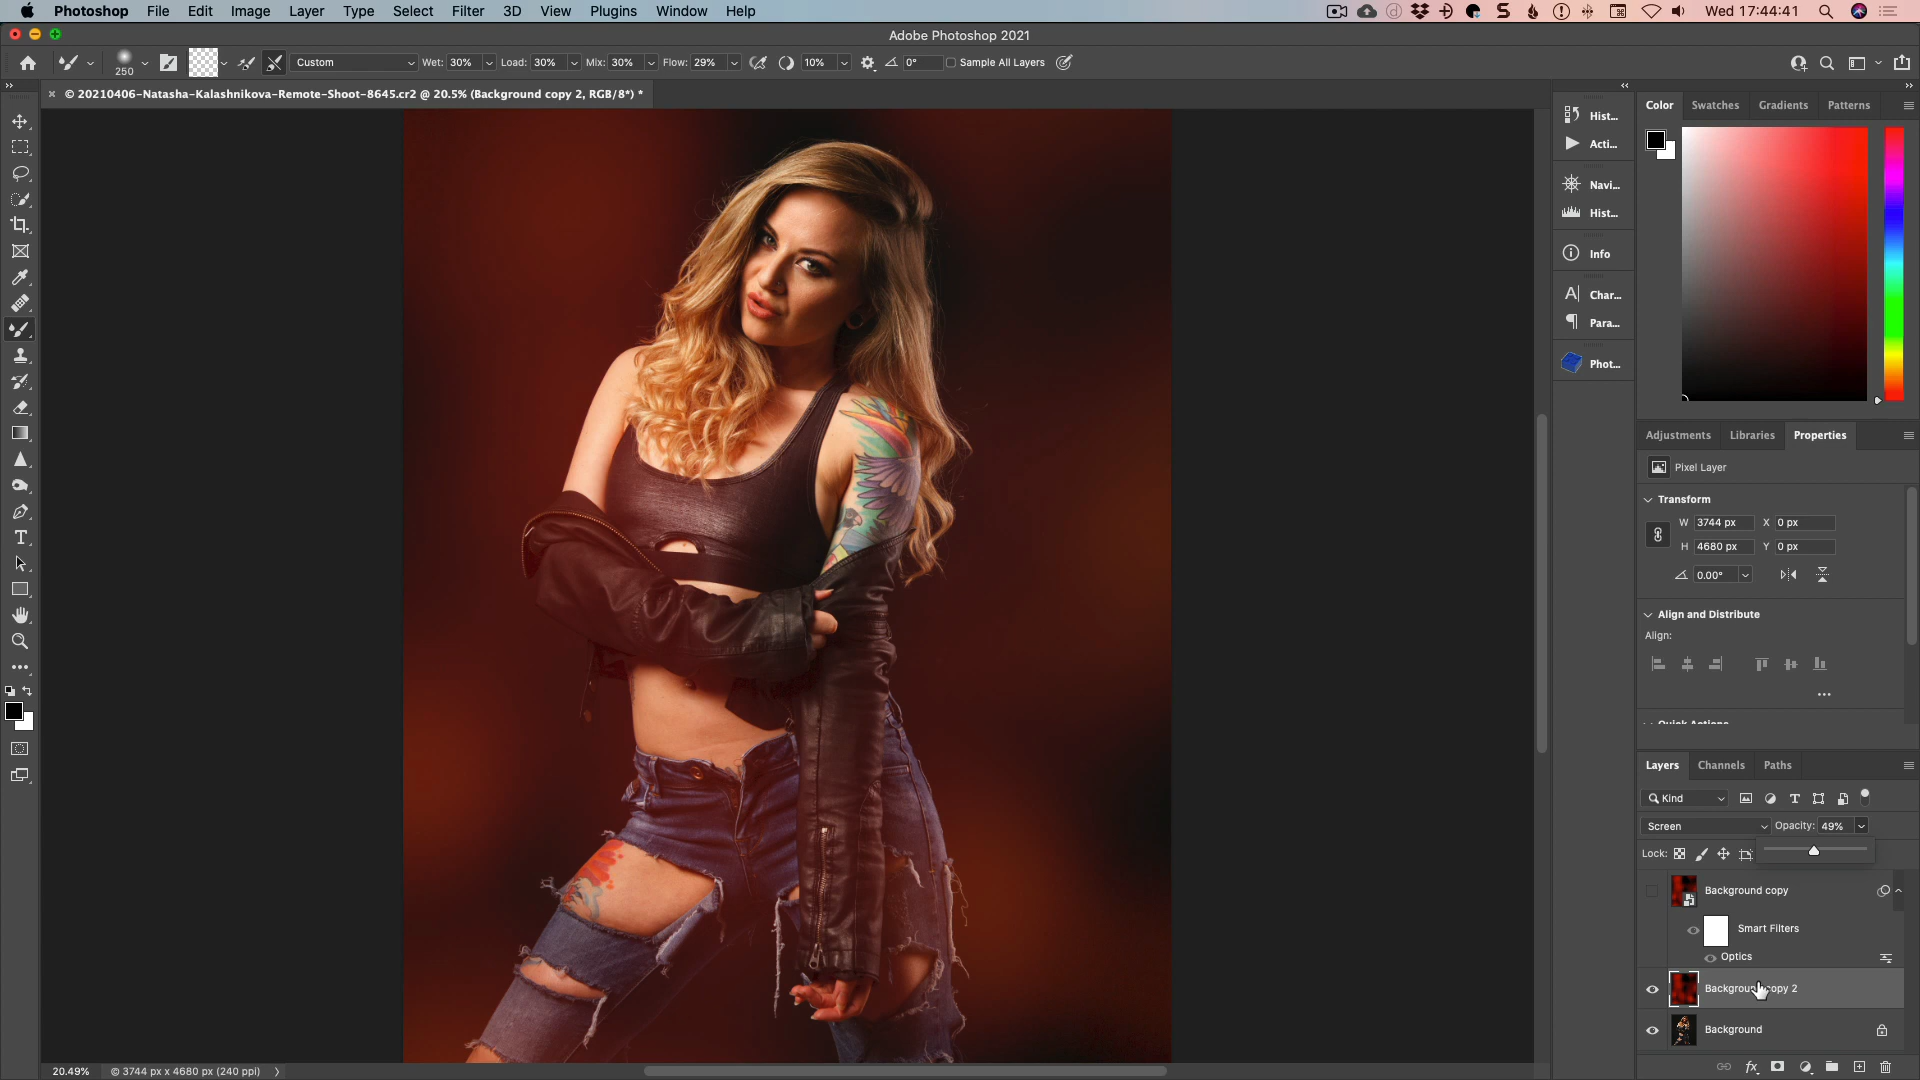 Photoshop File Edit Image Layer Type Select Filter 3D View Plugins Window Help Wed 17:44:41
Adobe Photoshop 2021
250 Custom Wet: 30% Load: 30% Mix: 30% Flow: 29% 10% 0° Sample All Layers
© 20210406-Natasha-Kalashnikova-Remote-Shoot-8645.cr2 @ 20.5% (Background copy 2, RGB/8*) *
Hist...
Acti...
Navi...
Hist...
Info
Char...
Para...
Phot...
Color Swatches Gradients Patterns
Adjustments Libraries Properties
Pixel Layer
Transform
W 3744 px X 0 px
H 4680 px Y 0 px
0.00°
Align and Distribute
Align:
Quick Actions
Layers Channels Paths
Kind
Screen Opacity: 49%
Lock:
Background copy
Smart Filters
Optics
Background copy 2
Background
20.49% © 3744 px x 4680 px (240 ppi)